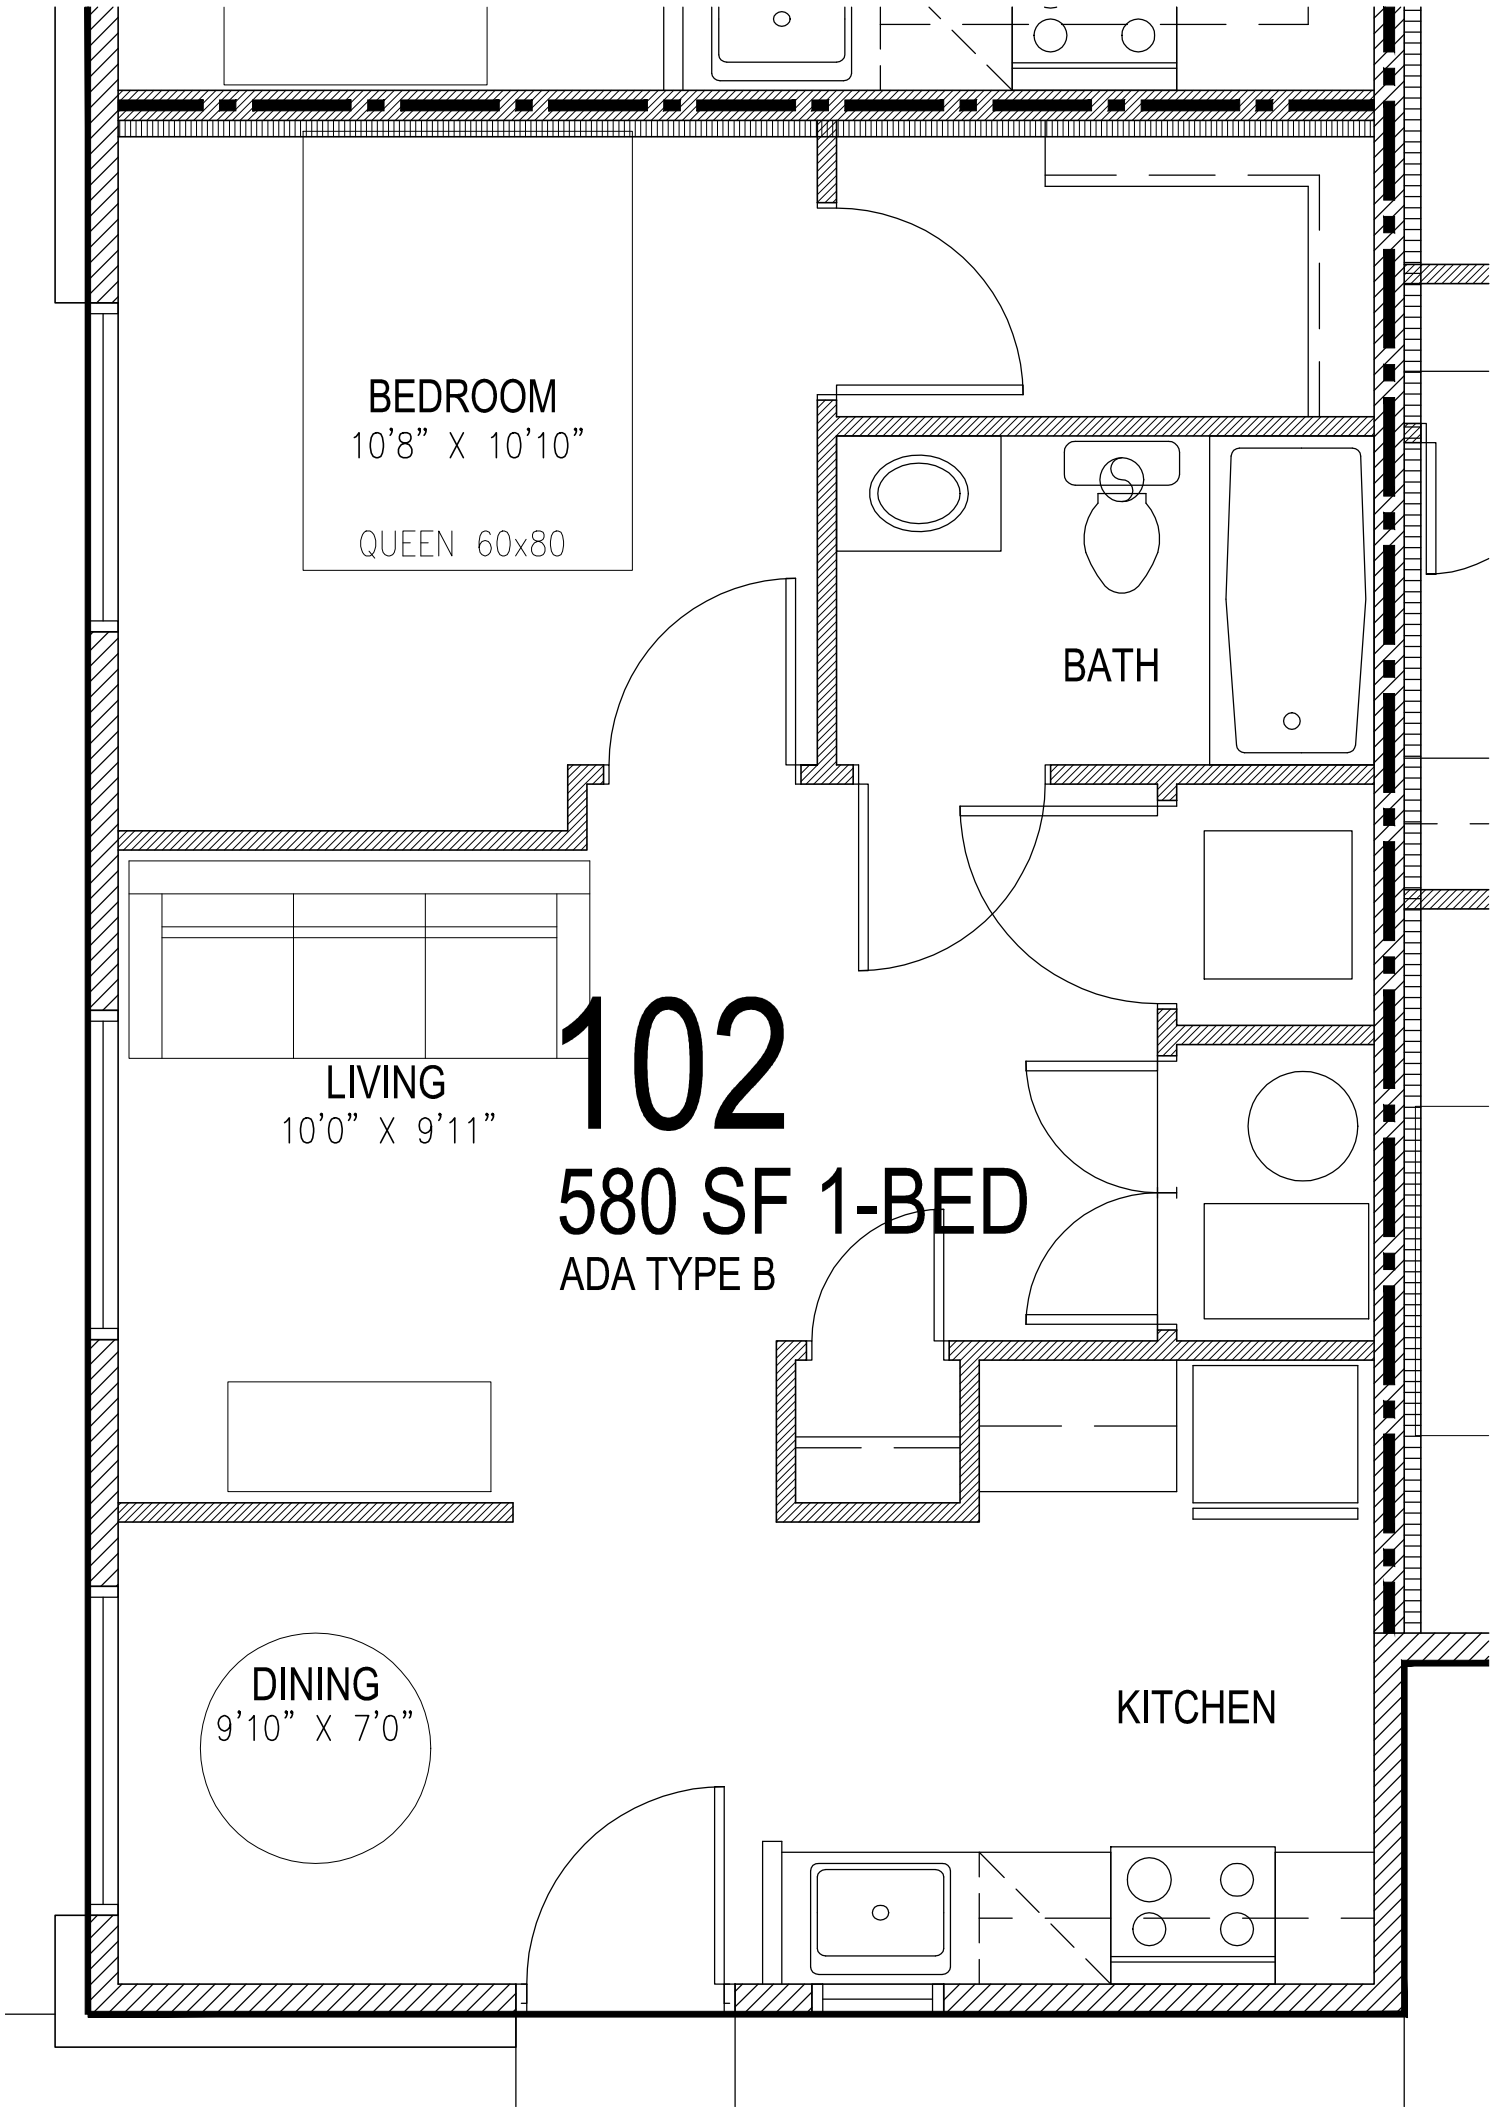 BEDROOM
10’8” X 10’10”
QUEEN 60x80
BATH
LIVING
10’0” X 9’11”
102
580 SF 1-BED
ADA TYPE B
DINING
9’10” X 7’0”
KITCHEN